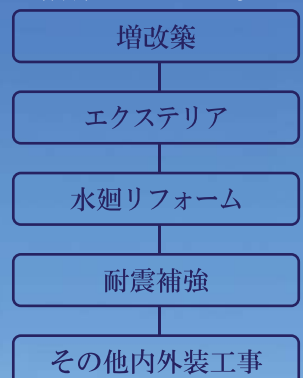 増改築
エクステリア
水廻リフォーム
耐震補強
その他内外装工事